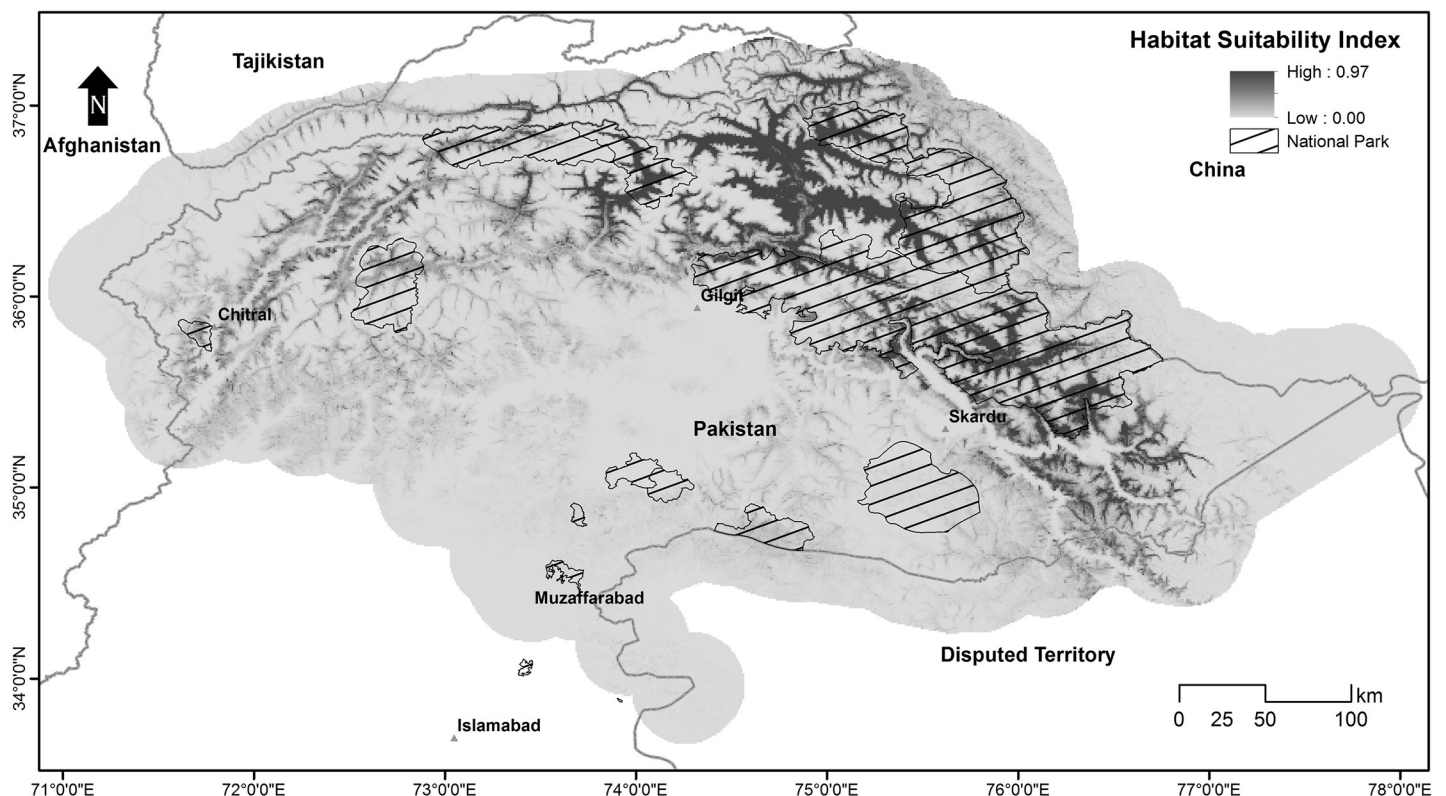 Habitat Suitability Index
High : 0.97
Low : 0.00
National Park
Tajikistan
N
Afghanistan
China
Chitral
Gilgit
Skardu
Pakistan
Muzaffarabad
Disputed Territory
Islamabad
km
0 25 50 100
37°0'0"N
36°0'0"N
35°0'0"N
34°0'0"N
71°0'0"E 72°0'0"E 73°0'0"E 74°0'0"E 75°0'0"E 76°0'0"E 77°0'0"E 78°0'0"E